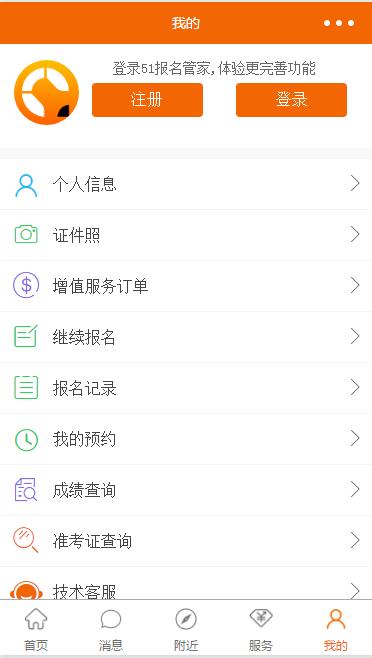 我的
登录51报名管家,体验更完善功能
注册
登录
个人信息
证件照
增值服务订单
继续报名
报名记录
我的预约
成绩查询
准考证查询
技术客服
首页
消息
附近
服务
我的